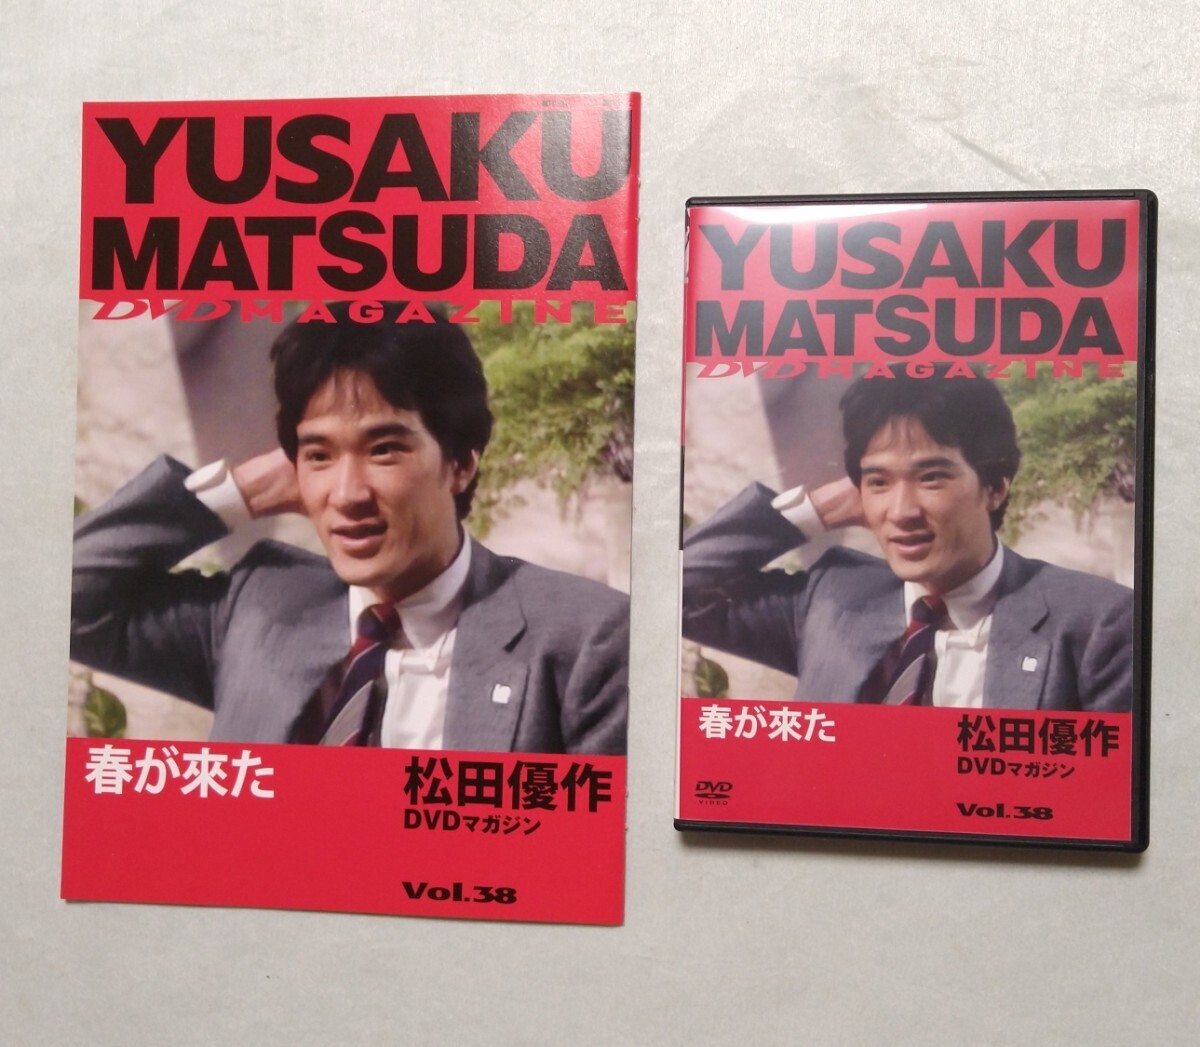 YUSAKU
MATSUDA
DVD MAGAZINE
春が來た
松田優作
DVDマガジン
Vol.38
YUSAKU
MATSUDA
DVD MAGAZINE
春が來た
松田優作
DVDマガジン
DVD
VIDEO
Vol.38